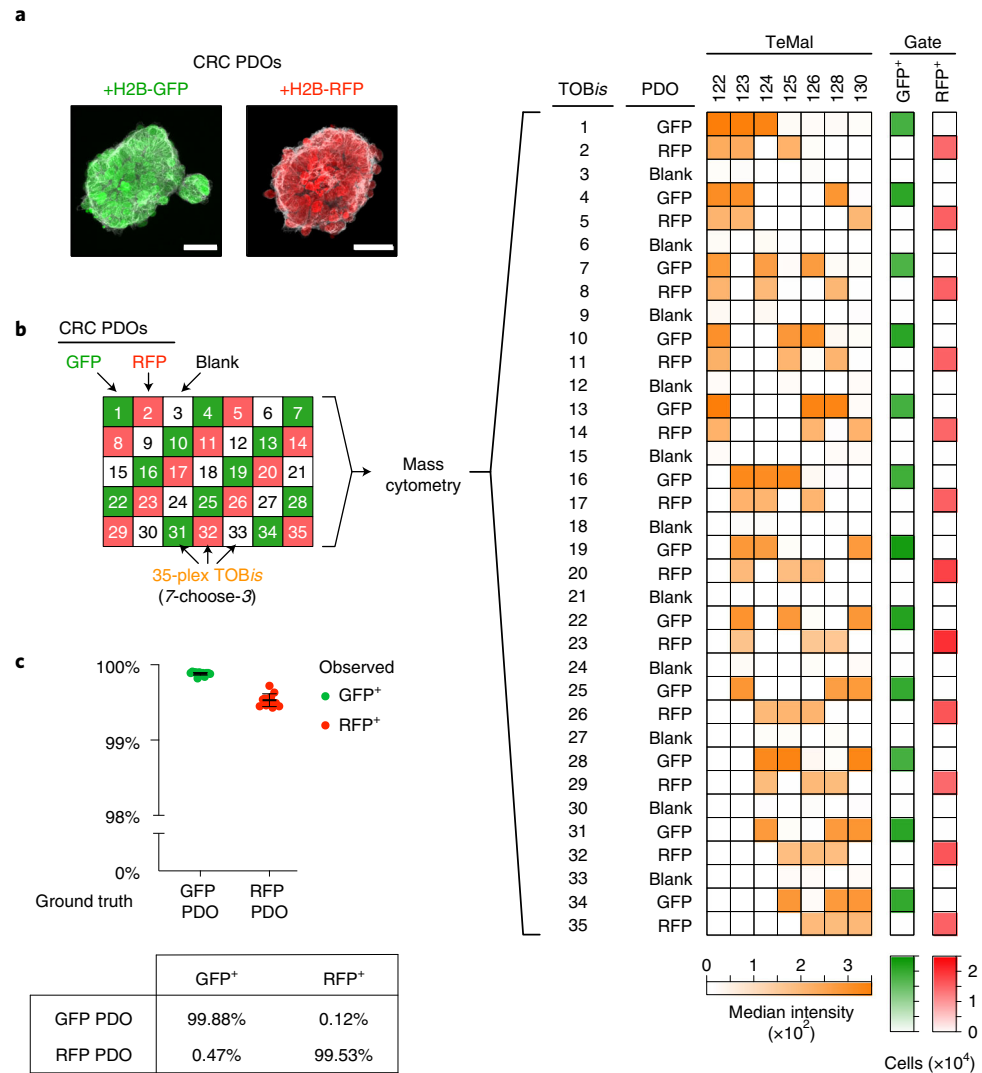 a
CRC PDOs
+H2B-GFP +H2B-RFP
b
CRC PDOs
GFP RFP Blank
1 2 3 4 5 6 7
8 9 10 11 12 13 14
15 16 17 18 19 20 21
22 23 24 25 26 27 28
29 30 31 32 33 34 35
35-plex TOBis
(7-choose-3)
Mass
cytometry
c
100%
99%
98%
0%
Observed
GFP+
RFP+
Ground truth
GFP
PDO
RFP
PDO
GFP+ RFP+
GFP PDO 99.88% 0.12%
RFP PDO 0.47% 99.53%
TeMal Gate
TOBis PDO 122 123 124 125 126 128 130 GFP+ RFP+
1 GFP
2 RFP
3 Blank
4 GFP
5 RFP
6 Blank
7 GFP
8 RFP
9 Blank
10 GFP
11 RFP
12 Blank
13 GFP
14 RFP
15 Blank
16 GFP
17 RFP
18 Blank
19 GFP
20 RFP
21 Blank
22 GFP
23 RFP
24 Blank
25 GFP
26 RFP
27 Blank
28 GFP
29 RFP
30 Blank
31 GFP
32 RFP
33 Blank
34 GFP
35 RFP
0 1 2 3
Median intensity
(×10²)
2
1
0
Cells (×10⁴)